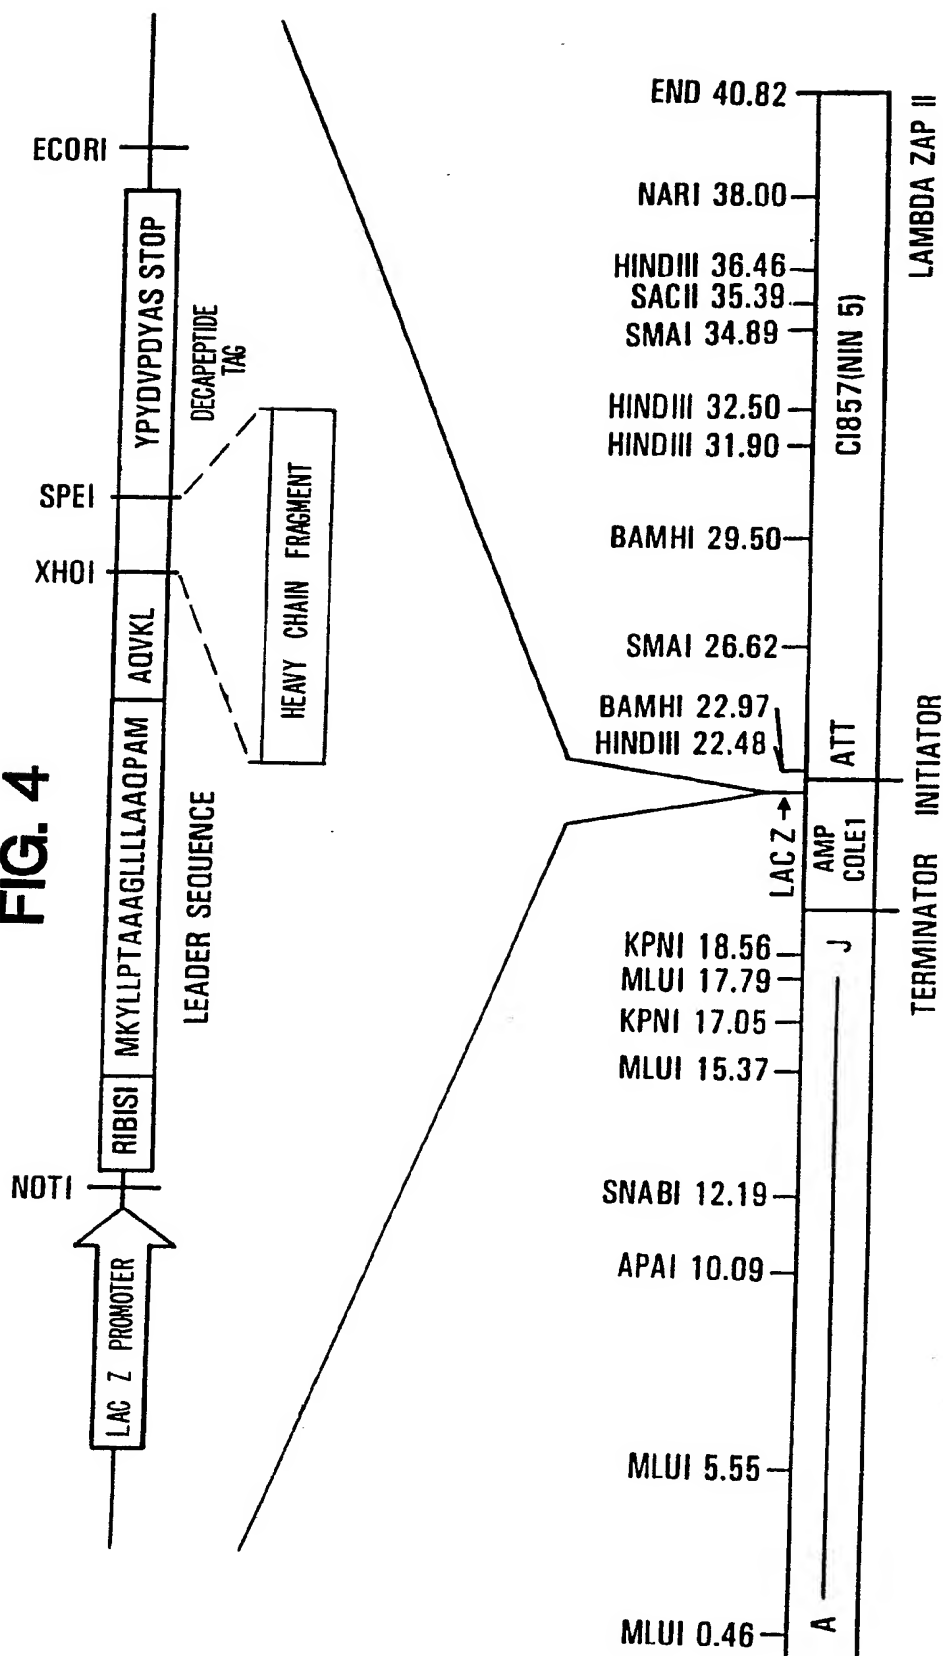 FIG. 4
LAC Z PROMOTER
NOTI
RIBISI
MKYLLPTAAAGLLLLAAQPAM
AQVKL
XHOI
SPEI
YPYDVPDYAS STOP
ECORI
LEADER SEQUENCE
DECAPEPTIDE
TAG
HEAVY CHAIN FRAGMENT
END 40.82
NARI 38.00
HINDIII 36.46
SACII 35.39
SMAI 34.89
HINDIII 32.50
HINDIII 31.90
BAMHI 29.50
SMAI 26.62
BAMHI 22.97
HINDIII 22.48
LAC Z
KPNI 18.56
MLUI 17.79
KPNI 17.05
MLUI 15.37
SNABI 12.19
APAI 10.09
MLUI 5.55
MLUI 0.46
A
J
AMP
COLE1
ATT
CI857(NIN 5)
TERMINATOR
INITIATOR
LAMBDA ZAP II